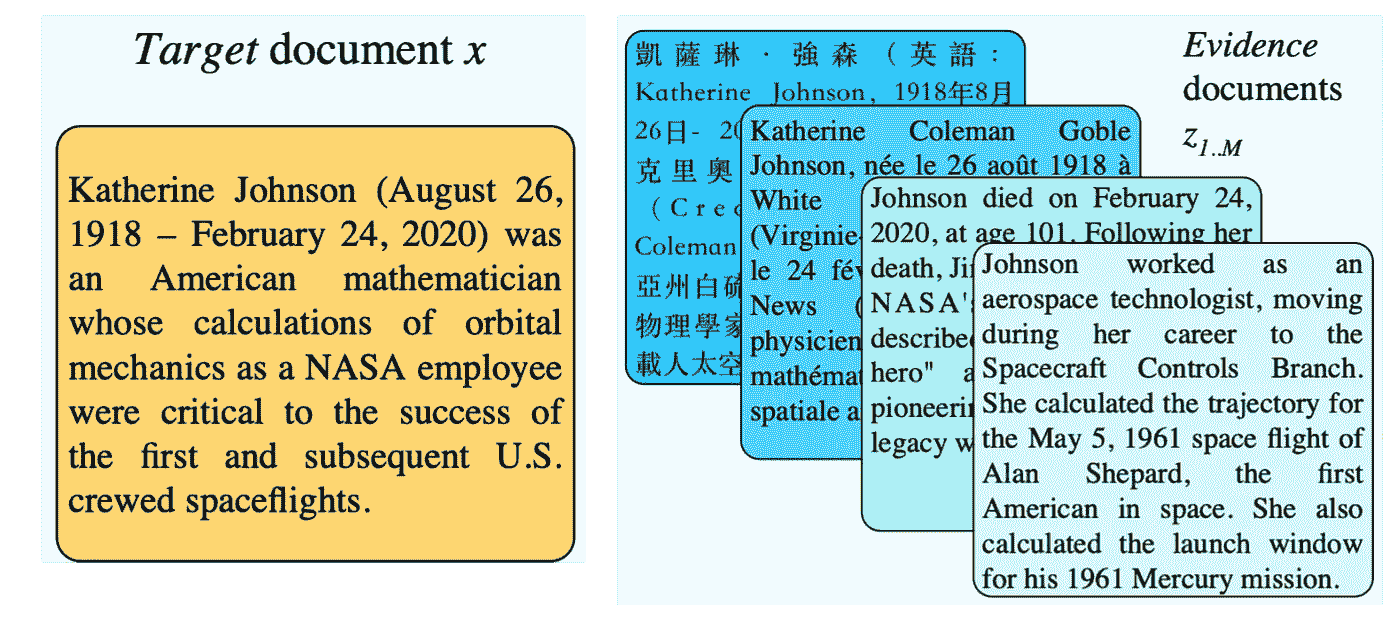 Target document x
Katherine Johnson (August 26,
1918 – February 24, 2020) was
an American mathematician
whose calculations of orbital
mechanics as a NASA employee
were critical to the success of
the first and subsequent U.S.
crewed spaceflights.
Evidence
documents
z1..M
凱薩琳·強森（英語：
Katherine Johnson, 1918年8月
26日- 20
克里奧
（Cre
Coleman
亞州白硫
物理學家
載人太空
Katherine Coleman Goble
Johnson, née le 26 août 1918 à
White
(Virginie-
le 24 fév
News (
physicien
mathémat
spatiale a
Johnson died on February 24,
2020, at age 101. Following her
death, Ji
NASA's
describe
hero" a
pioneerin
legacy w
Johnson worked as an
aerospace technologist, moving
during her career to the
Spacecraft Controls Branch.
She calculated the trajectory for
the May 5, 1961 space flight of
Alan Shepard, the first
American in space. She also
calculated the launch window
for his 1961 Mercury mission.